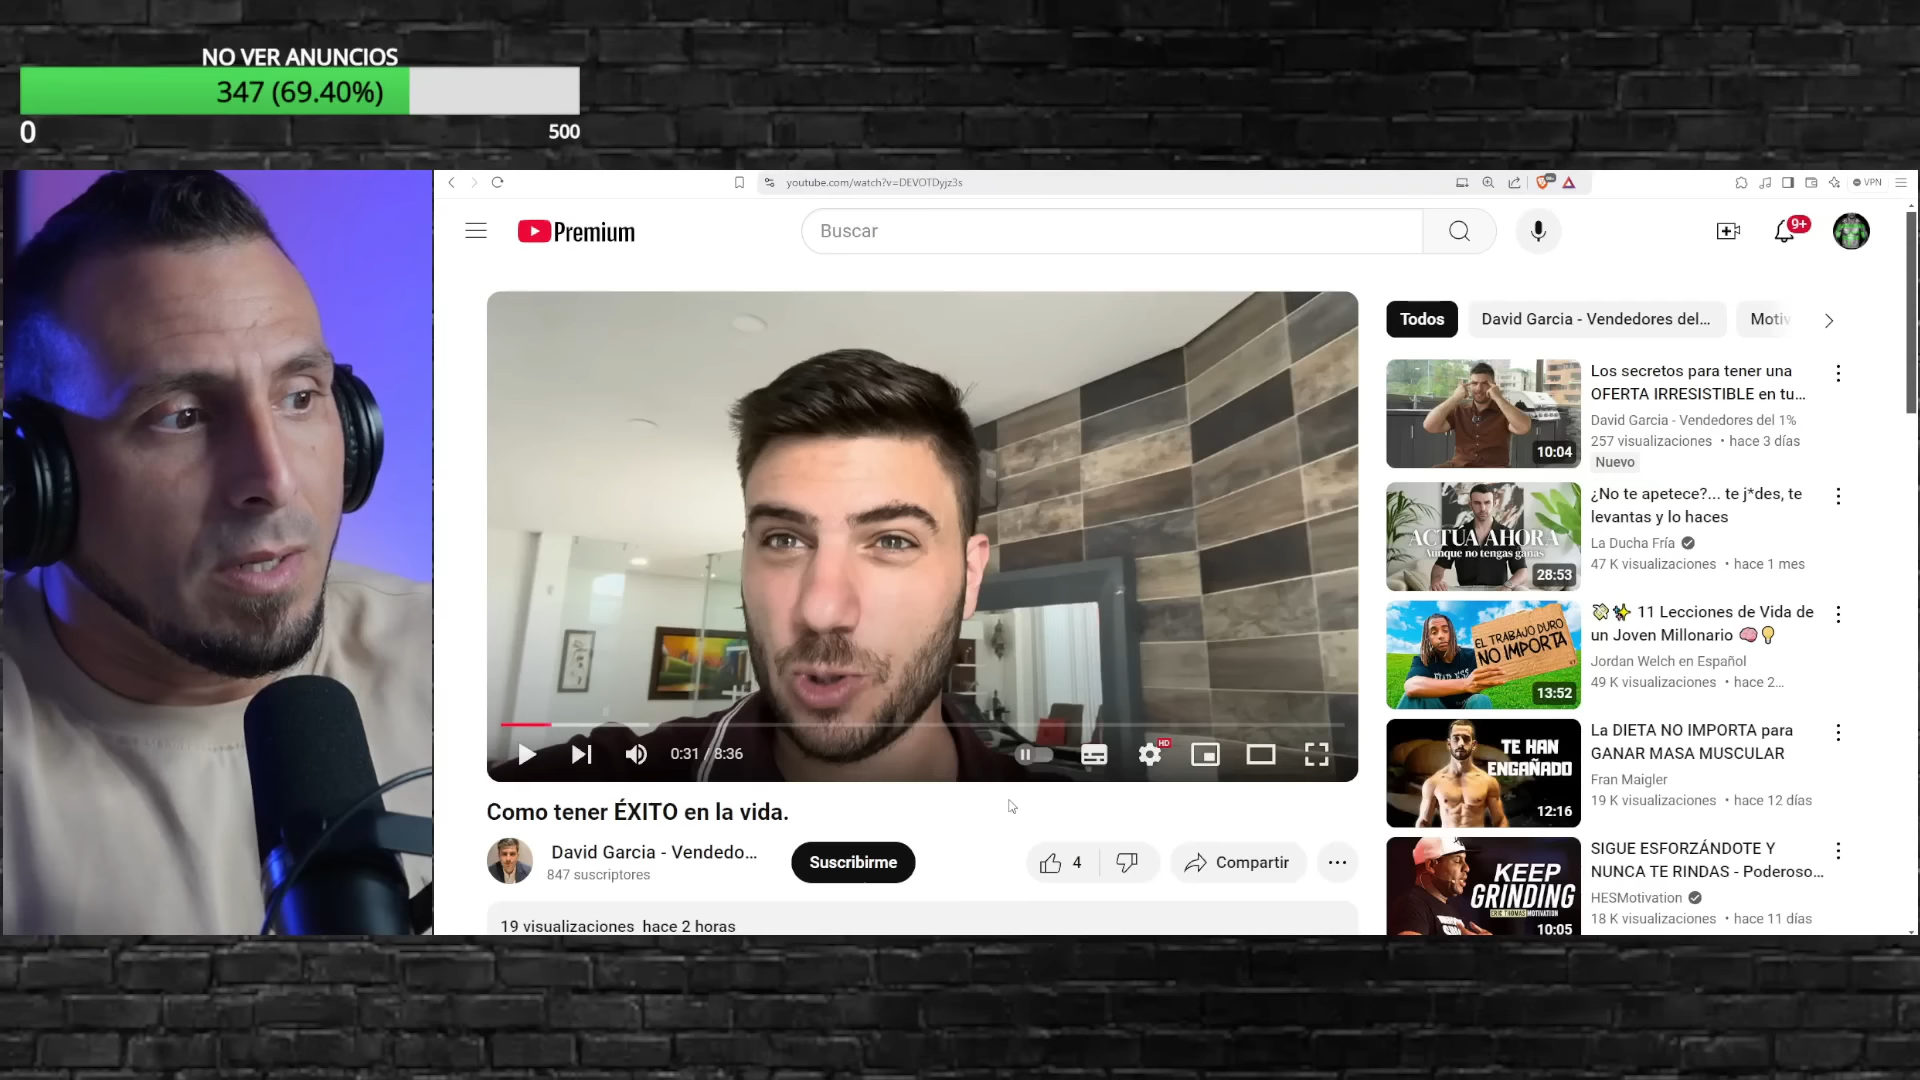 NO VER ANUNCIOS
347 (69.40%)
0
500
youtube.com/watch?v=DEVOTDyjz3s
VPN
Premium
Buscar
9+
Todos
David Garcia - Vendedores del...
Motiv
0:31 / 8:36
HD
Como tener ÉXITO en la vida.
David Garcia - Vendedo...
847 suscriptores
Suscribirme
4
Compartir
19 visualizaciones hace 2 horas
10:04
Los secretos para tener una
OFERTA IRRESISTIBLE en tu...
David Garcia - Vendedores del 1%
257 visualizaciones • hace 3 días
Nuevo
ACTÚA AHORA
Aunque no tengas ganas
28:53
¿No te apetece?... te j*des, te
levantas y lo haces
La Ducha Fría
47 K visualizaciones • hace 1 mes
EL TRABAJO DURO
NO IMPORTA
13:52
11 Lecciones de Vida de
un Joven Millonario
Jordan Welch en Español
49 K visualizaciones • hace 2...
TE HAN
ENGAÑADO
12:16
La DIETA NO IMPORTA para
GANAR MASA MUSCULAR
Fran Maigler
19 K visualizaciones • hace 12 días
KEEP
GRINDING
ERIC THOMAS MOTIVATION
10:05
SIGUE ESFORZÁNDOTE Y
NUNCA TE RINDAS - Poderoso...
HESMotivation
18 K visualizaciones • hace 11 días